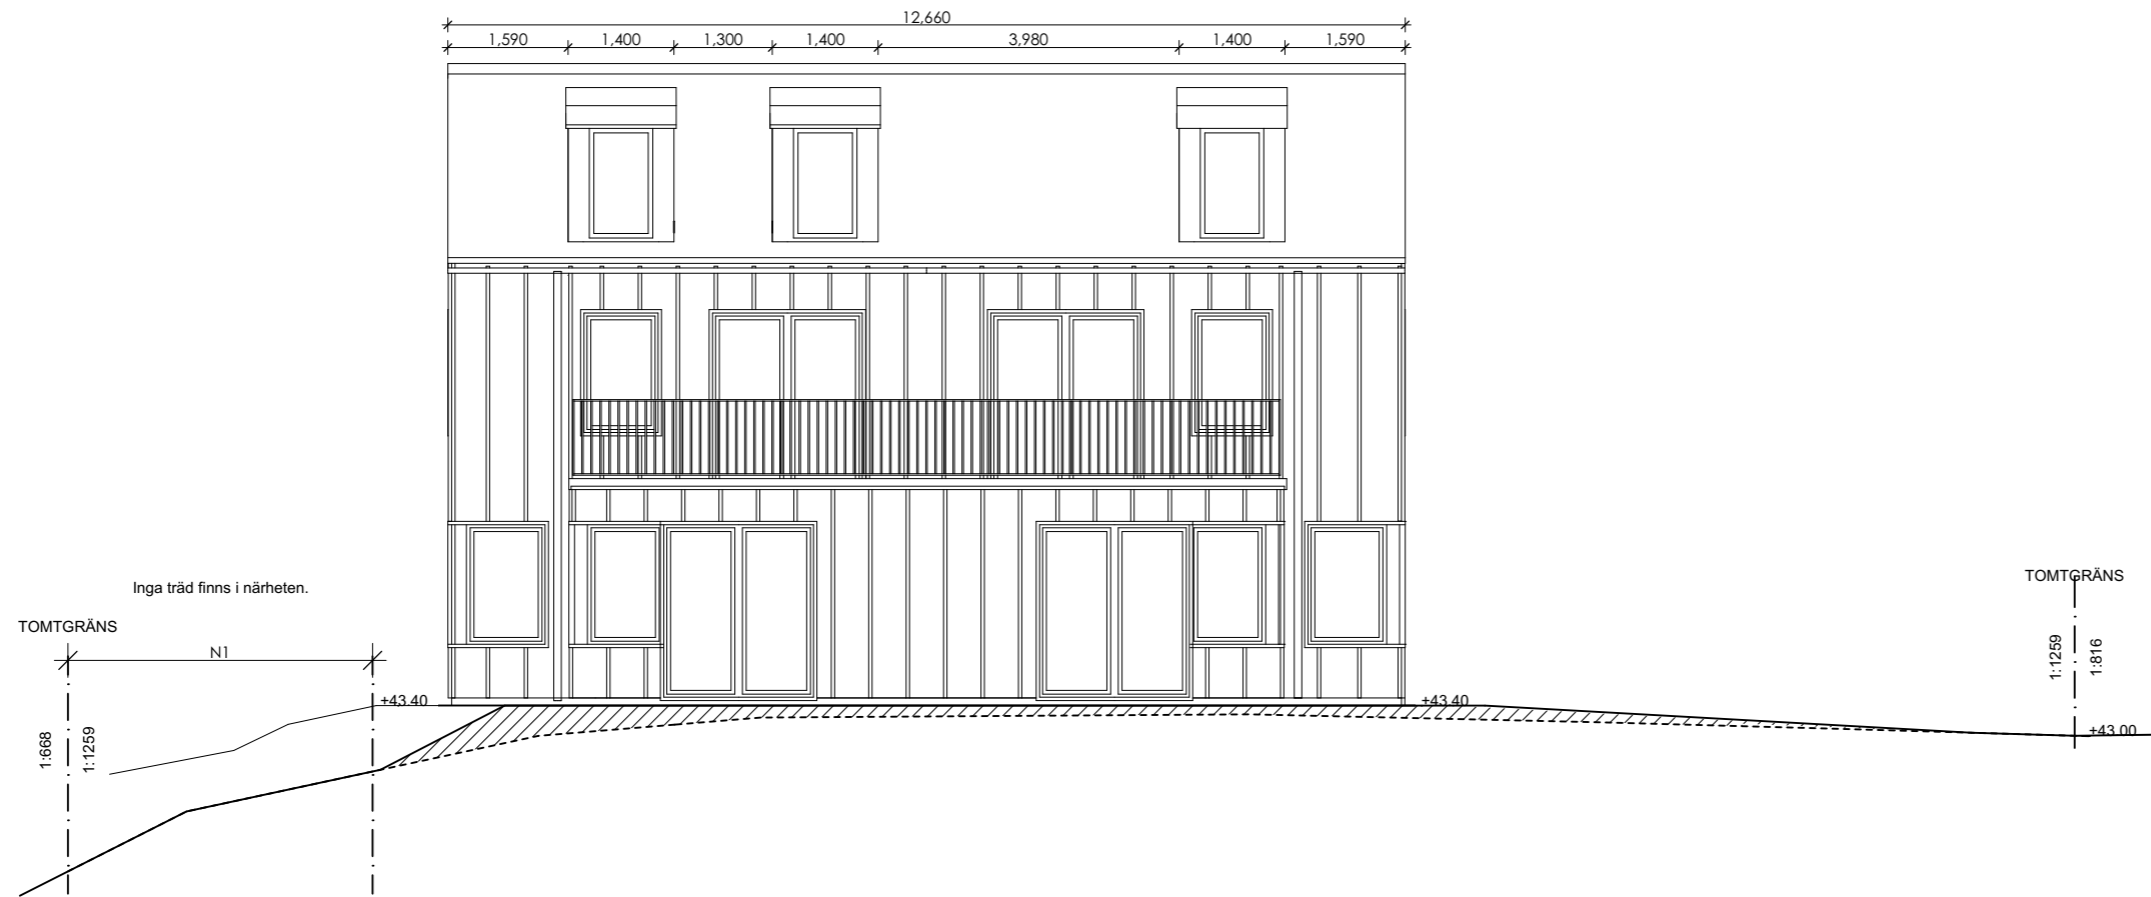 12,660
1,590 1,400 1,300 1,400 3,980 1,400 1,590
Inga träd finns i närheten.
TOMTGRÄNS
N1
1:668
1:1259
+43.40
+43.40
TOMTGRÄNS
1:1259
1:816
+43.00